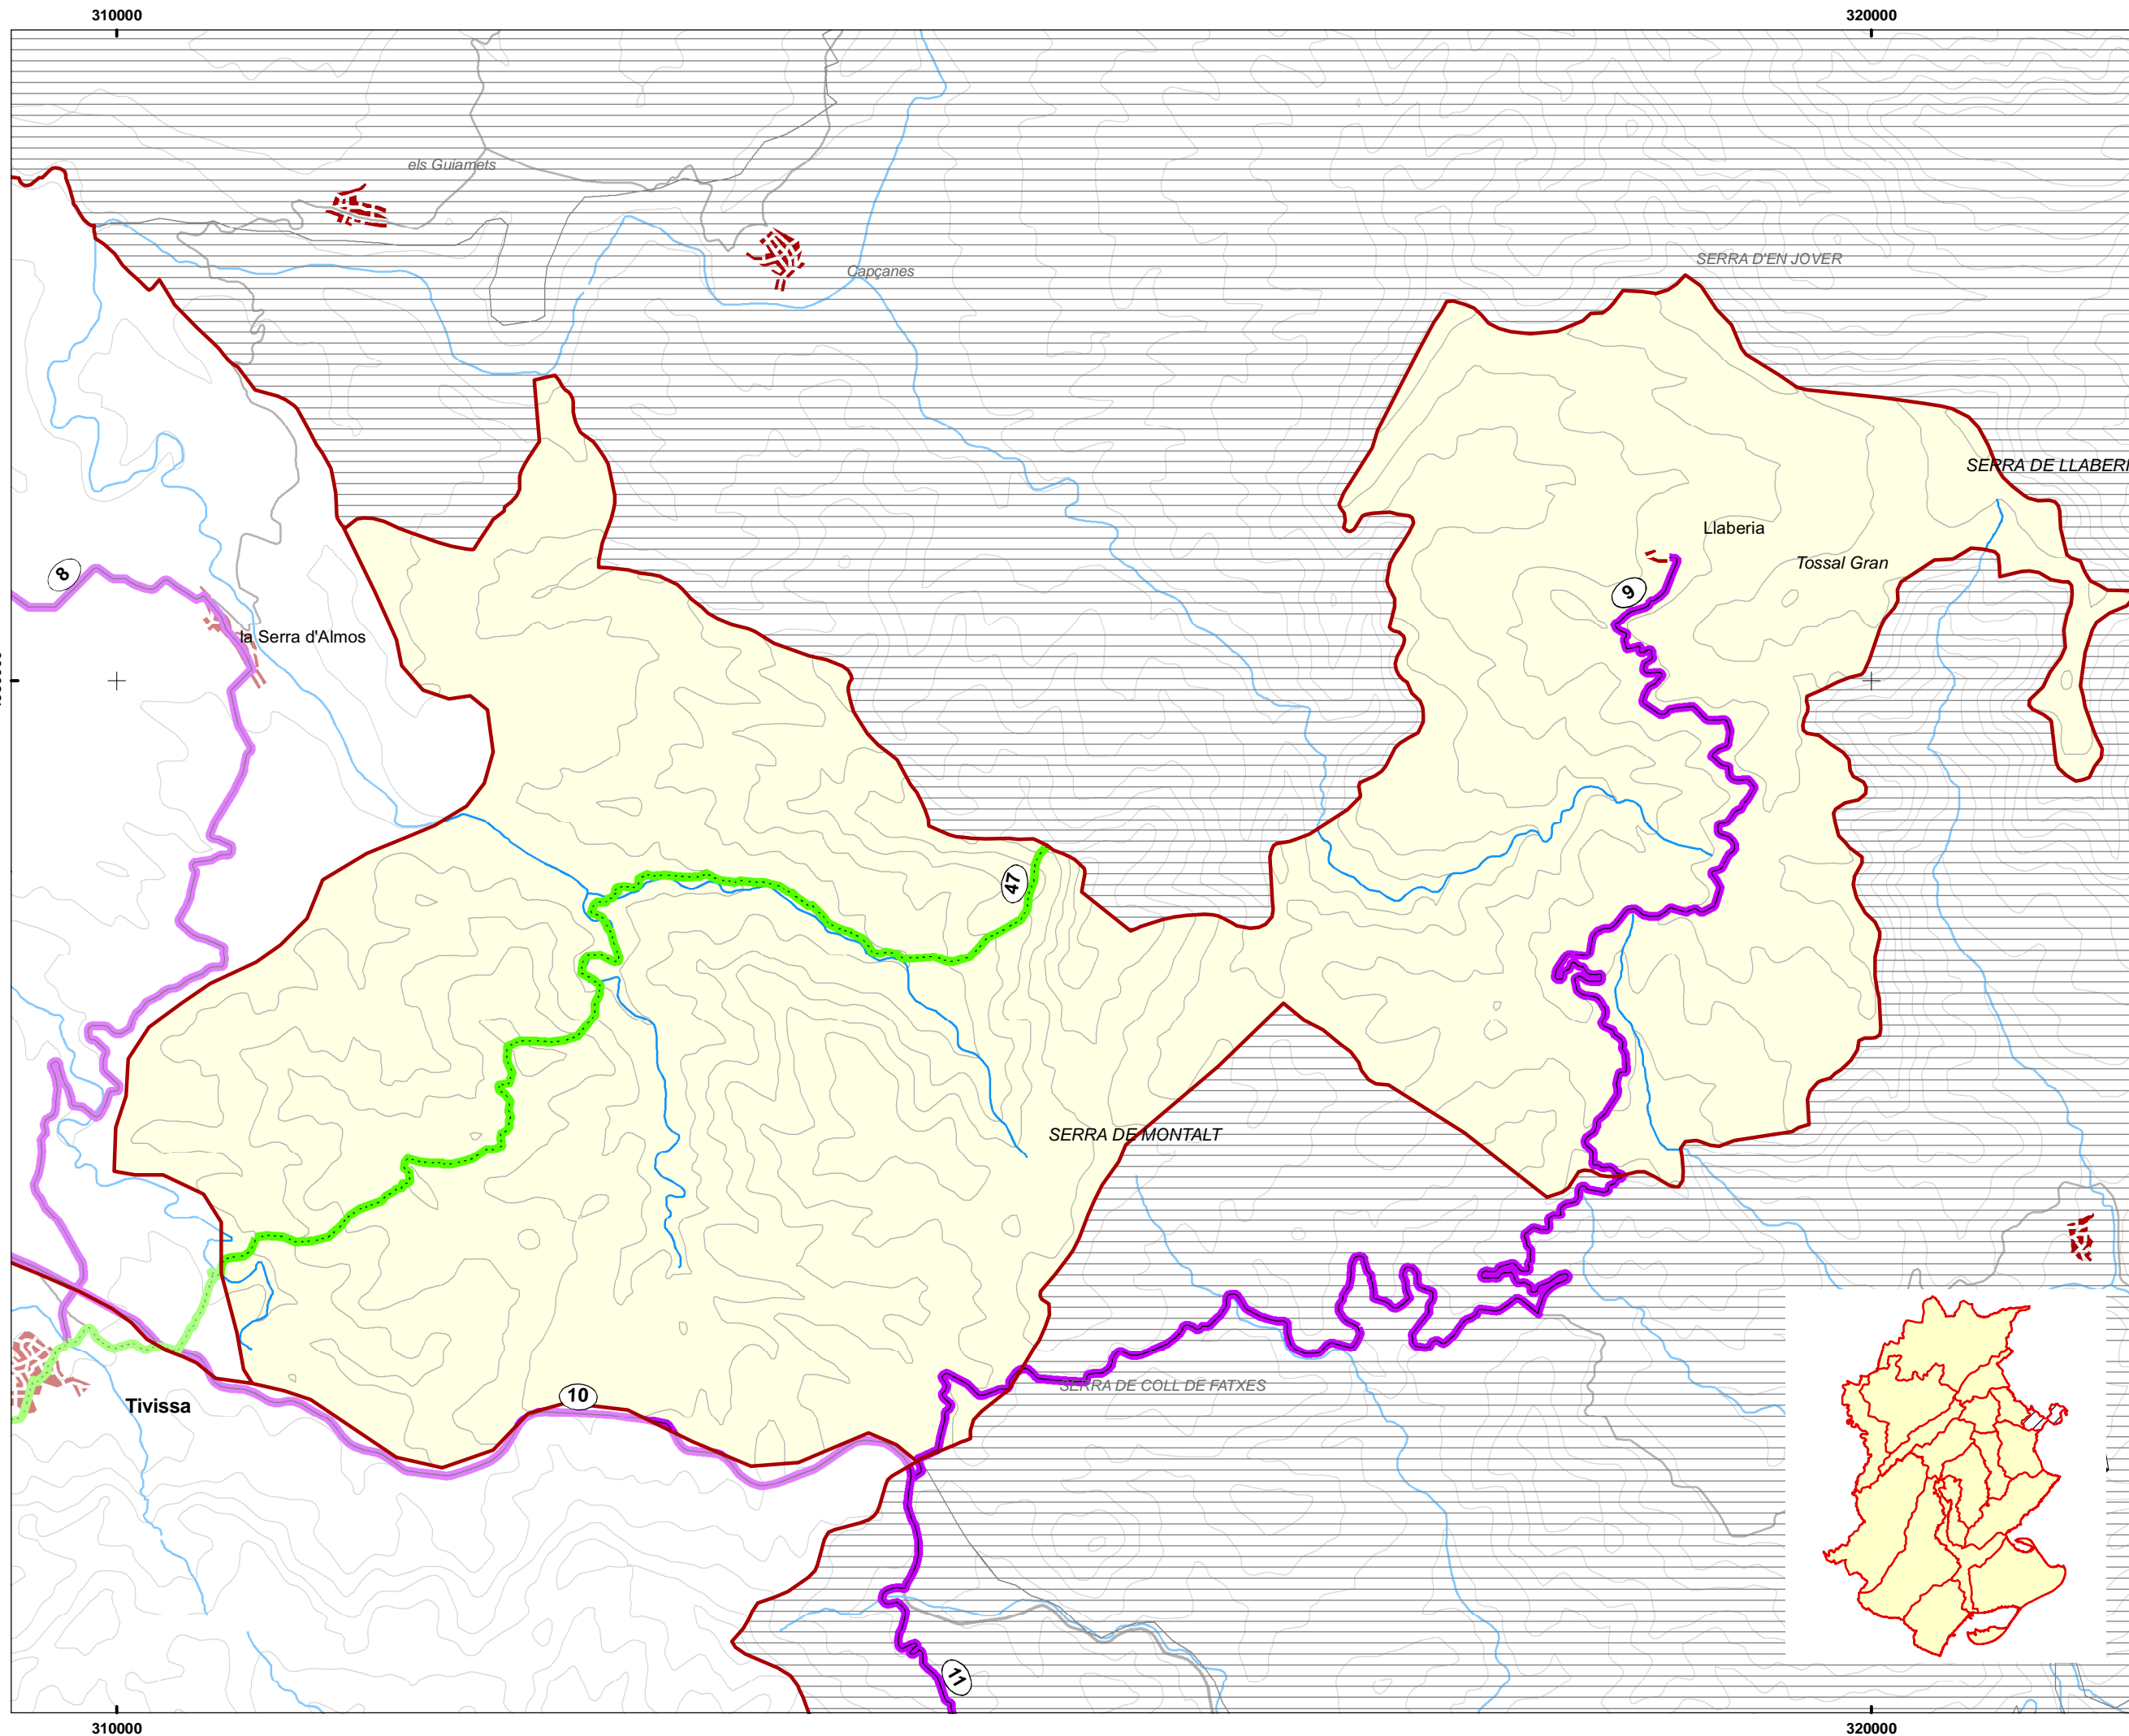 310000
320000
els Guiamets
SERRA D'EN JOVER
Capçanes
SERRA DE LLABERI
Llaberia
Tossal Gran
8
9
la Serra d'Almos
47
SERRA DE MONTALT
SERRA DE COLL DE FATXES
10
Tivissa
11
310000
320000